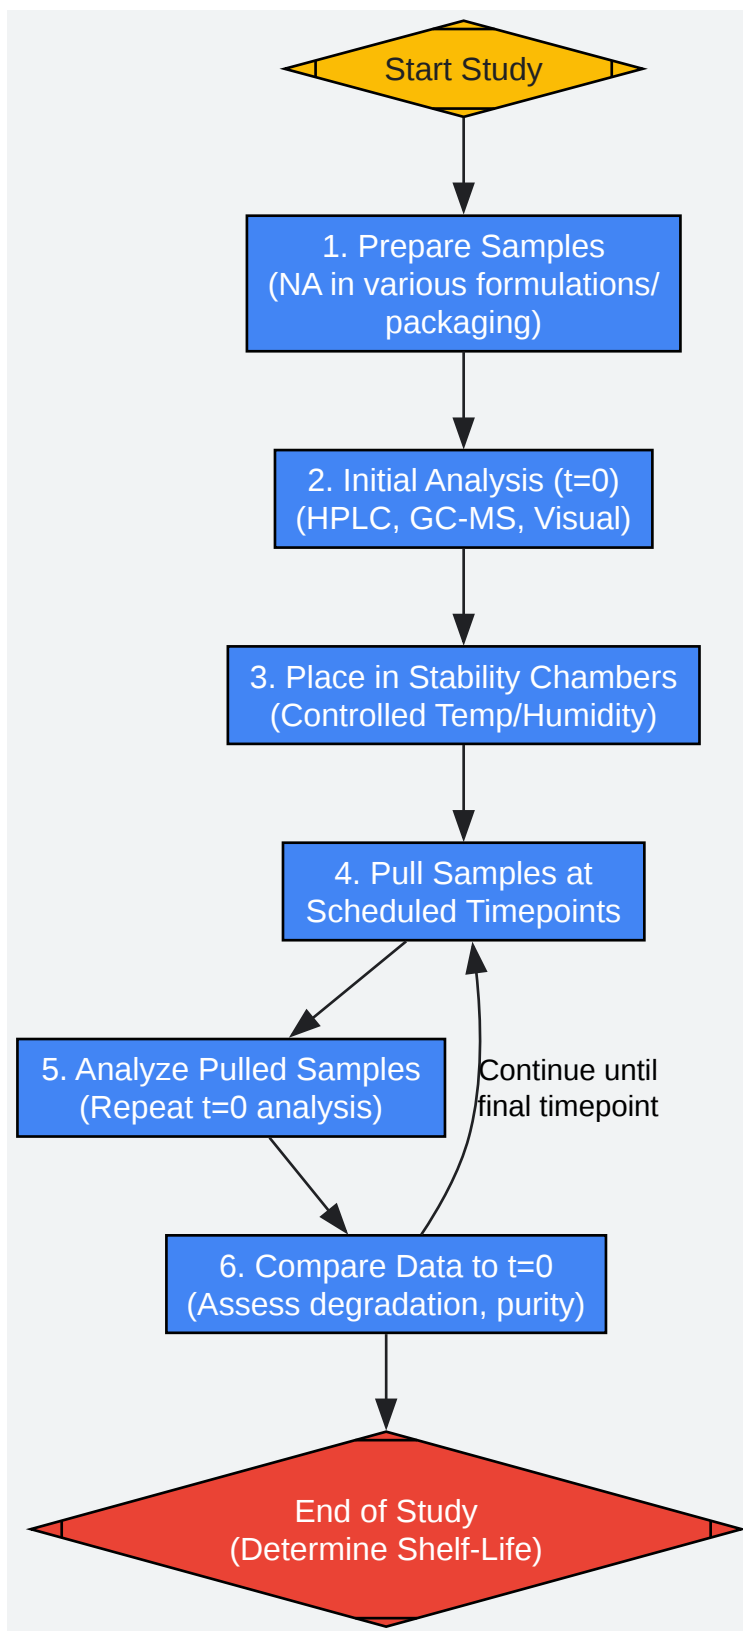 Start Study
1. Prepare Samples
(NA in various formulations/
packaging)
2. Initial Analysis (t=0)
(HPLC, GC-MS, Visual)
3. Place in Stability Chambers
(Controlled Temp/Humidity)
4. Pull Samples at
Scheduled Timepoints
5. Analyze Pulled Samples
(Repeat t=0 analysis)
Continue until
final timepoint
6. Compare Data to t=0
(Assess degradation, purity)
End of Study
(Determine Shelf-Life)